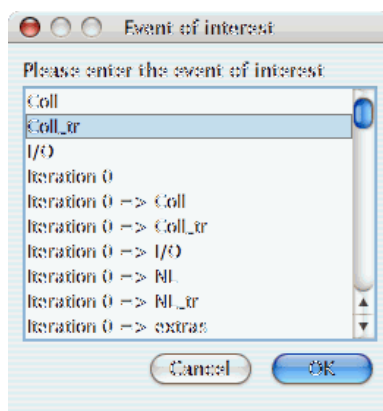 Event of interest
Please enter the event of interest
Coll
Coll_tr
I/O
Iteration 0
Iteration 0 => Coll
Iteration 0 => Coll_tr
Iteration 0 => I/O
Iteration 0 => NL
Iteration 0 => NL_tr
Iteration 0 => extras
Cancel
OK